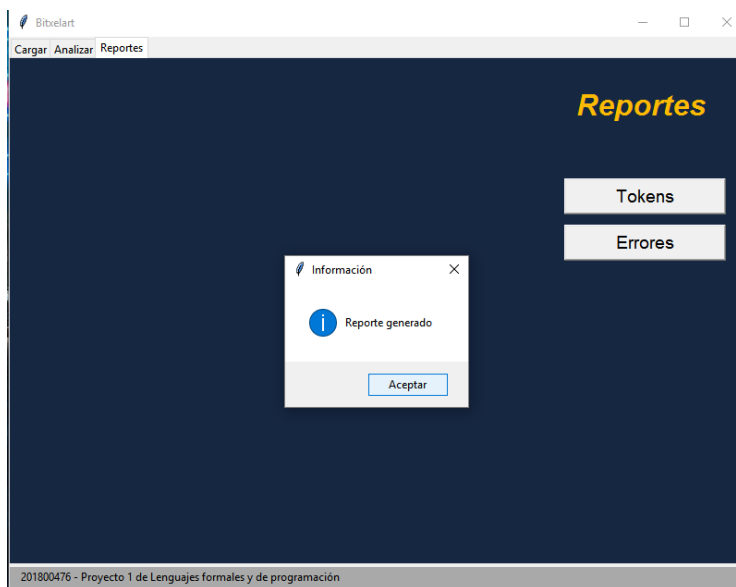 Bitxelart
Cargar Analizar Reportes
Reportes
Tokens
Errores
Información
Reporte generado
Aceptar
201800476 - Proyecto 1 de Lenguajes formales y de programación